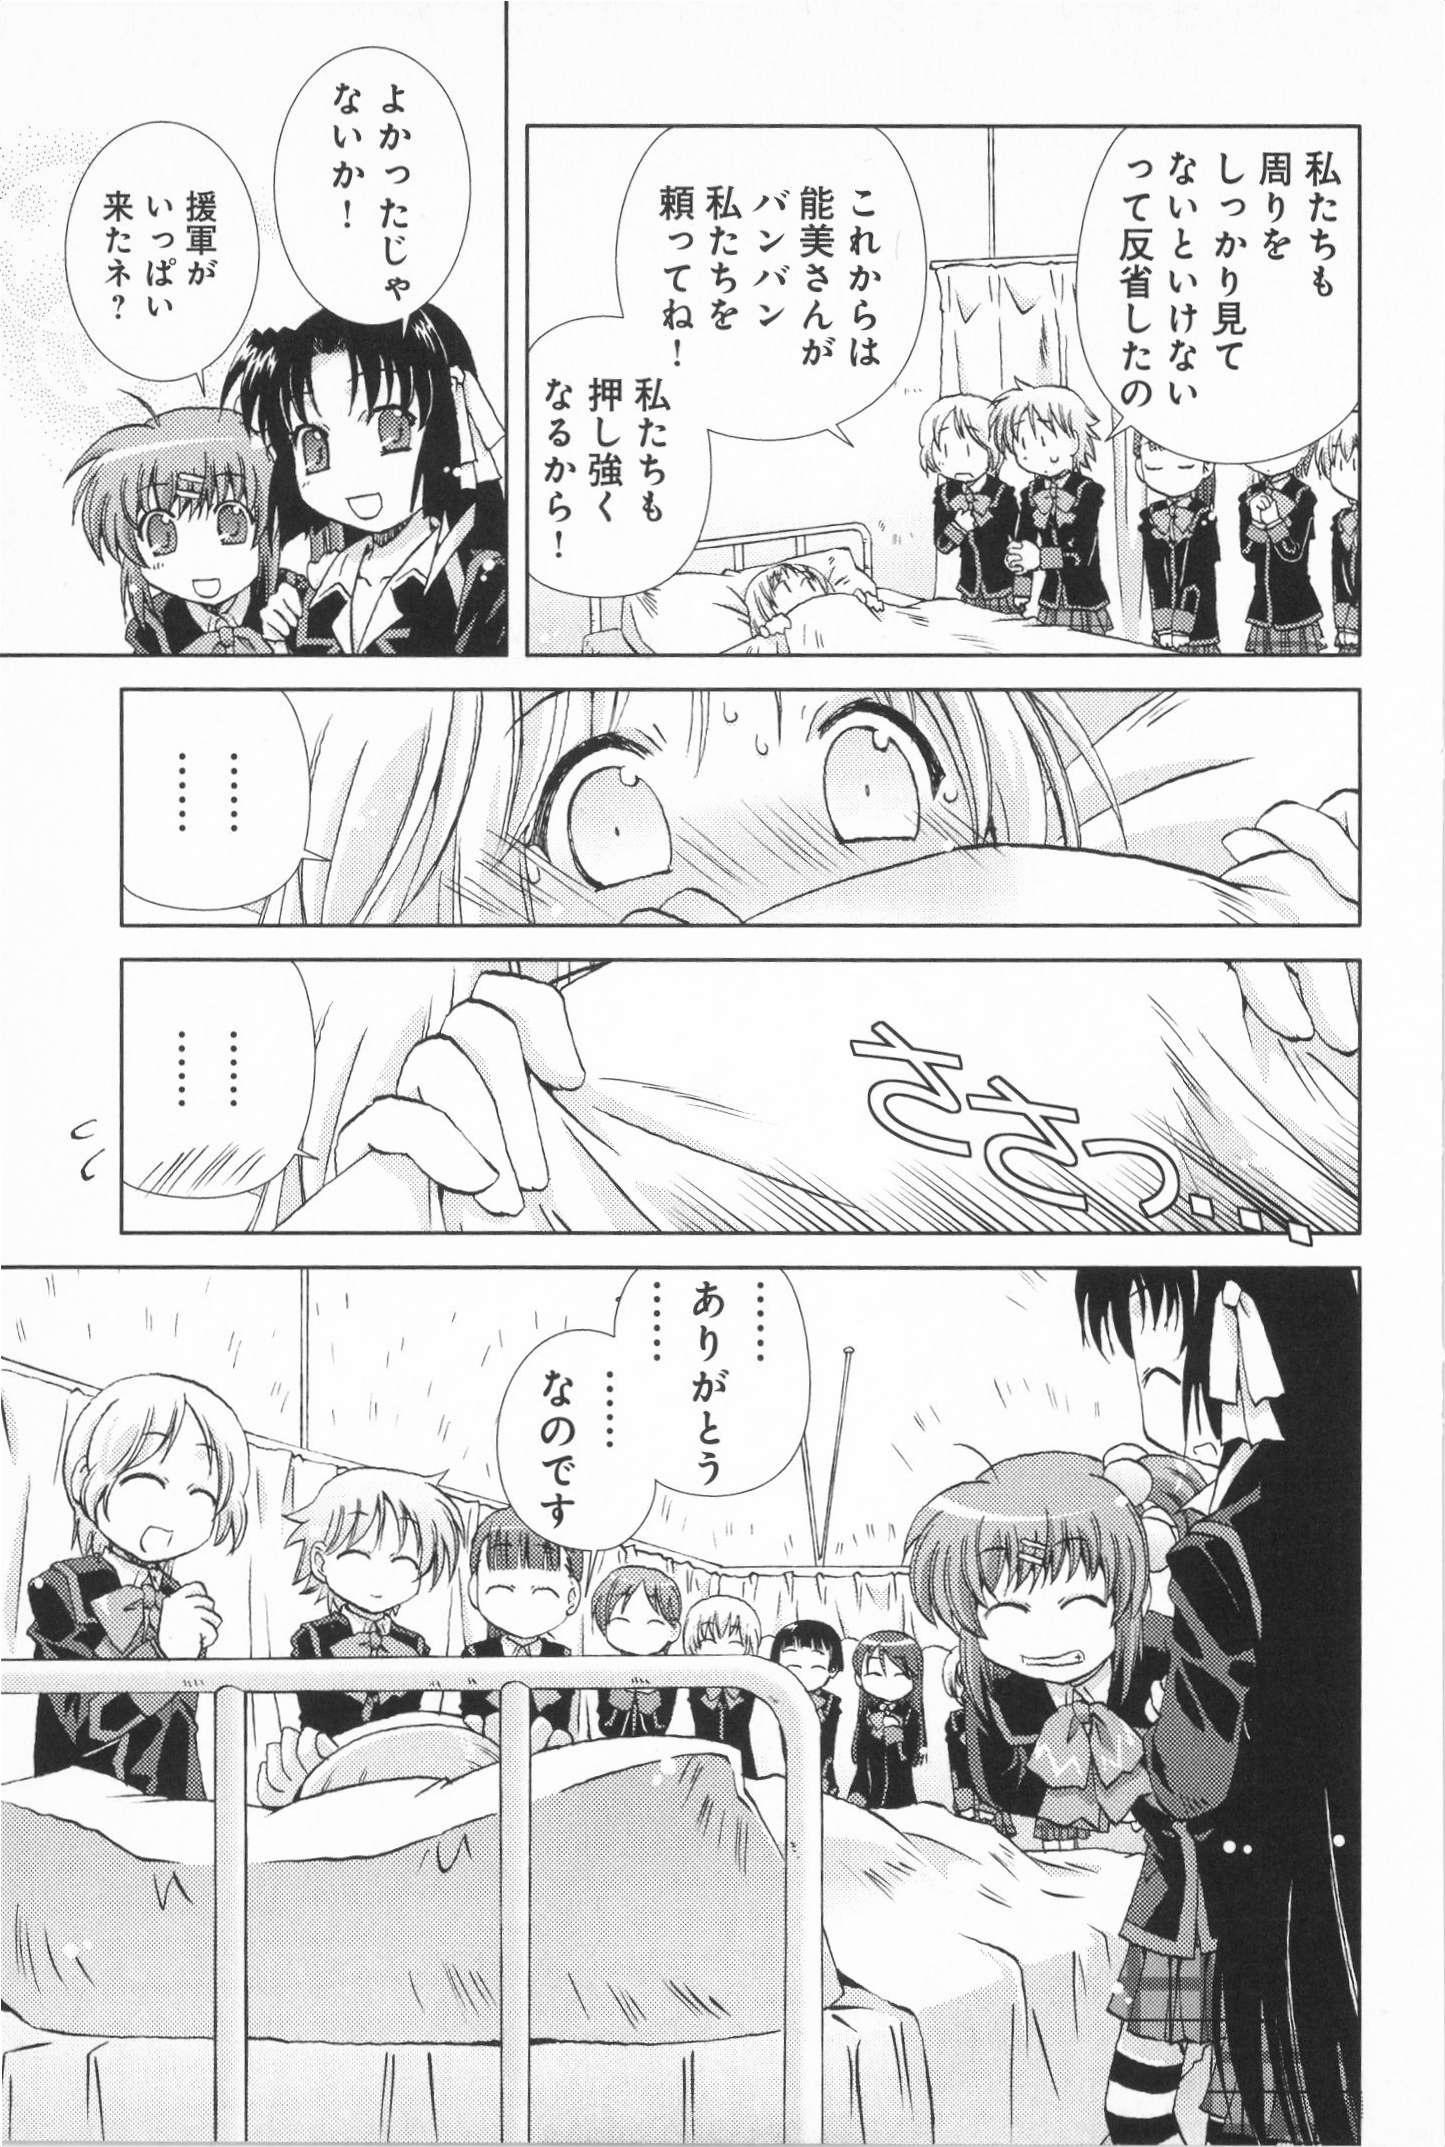 私たちも
周りを
しっかり見て
ないといけない
って反省したの
これからは
能美さんが
バンバン
私たちを
頼ってね！
私たちも
押し強く
なるから！
よかったじゃ
ないか！
援軍が
いっぱい
来たネ？
……
……
……
……
ささっ…
……
ありがとう
……
……
なのです